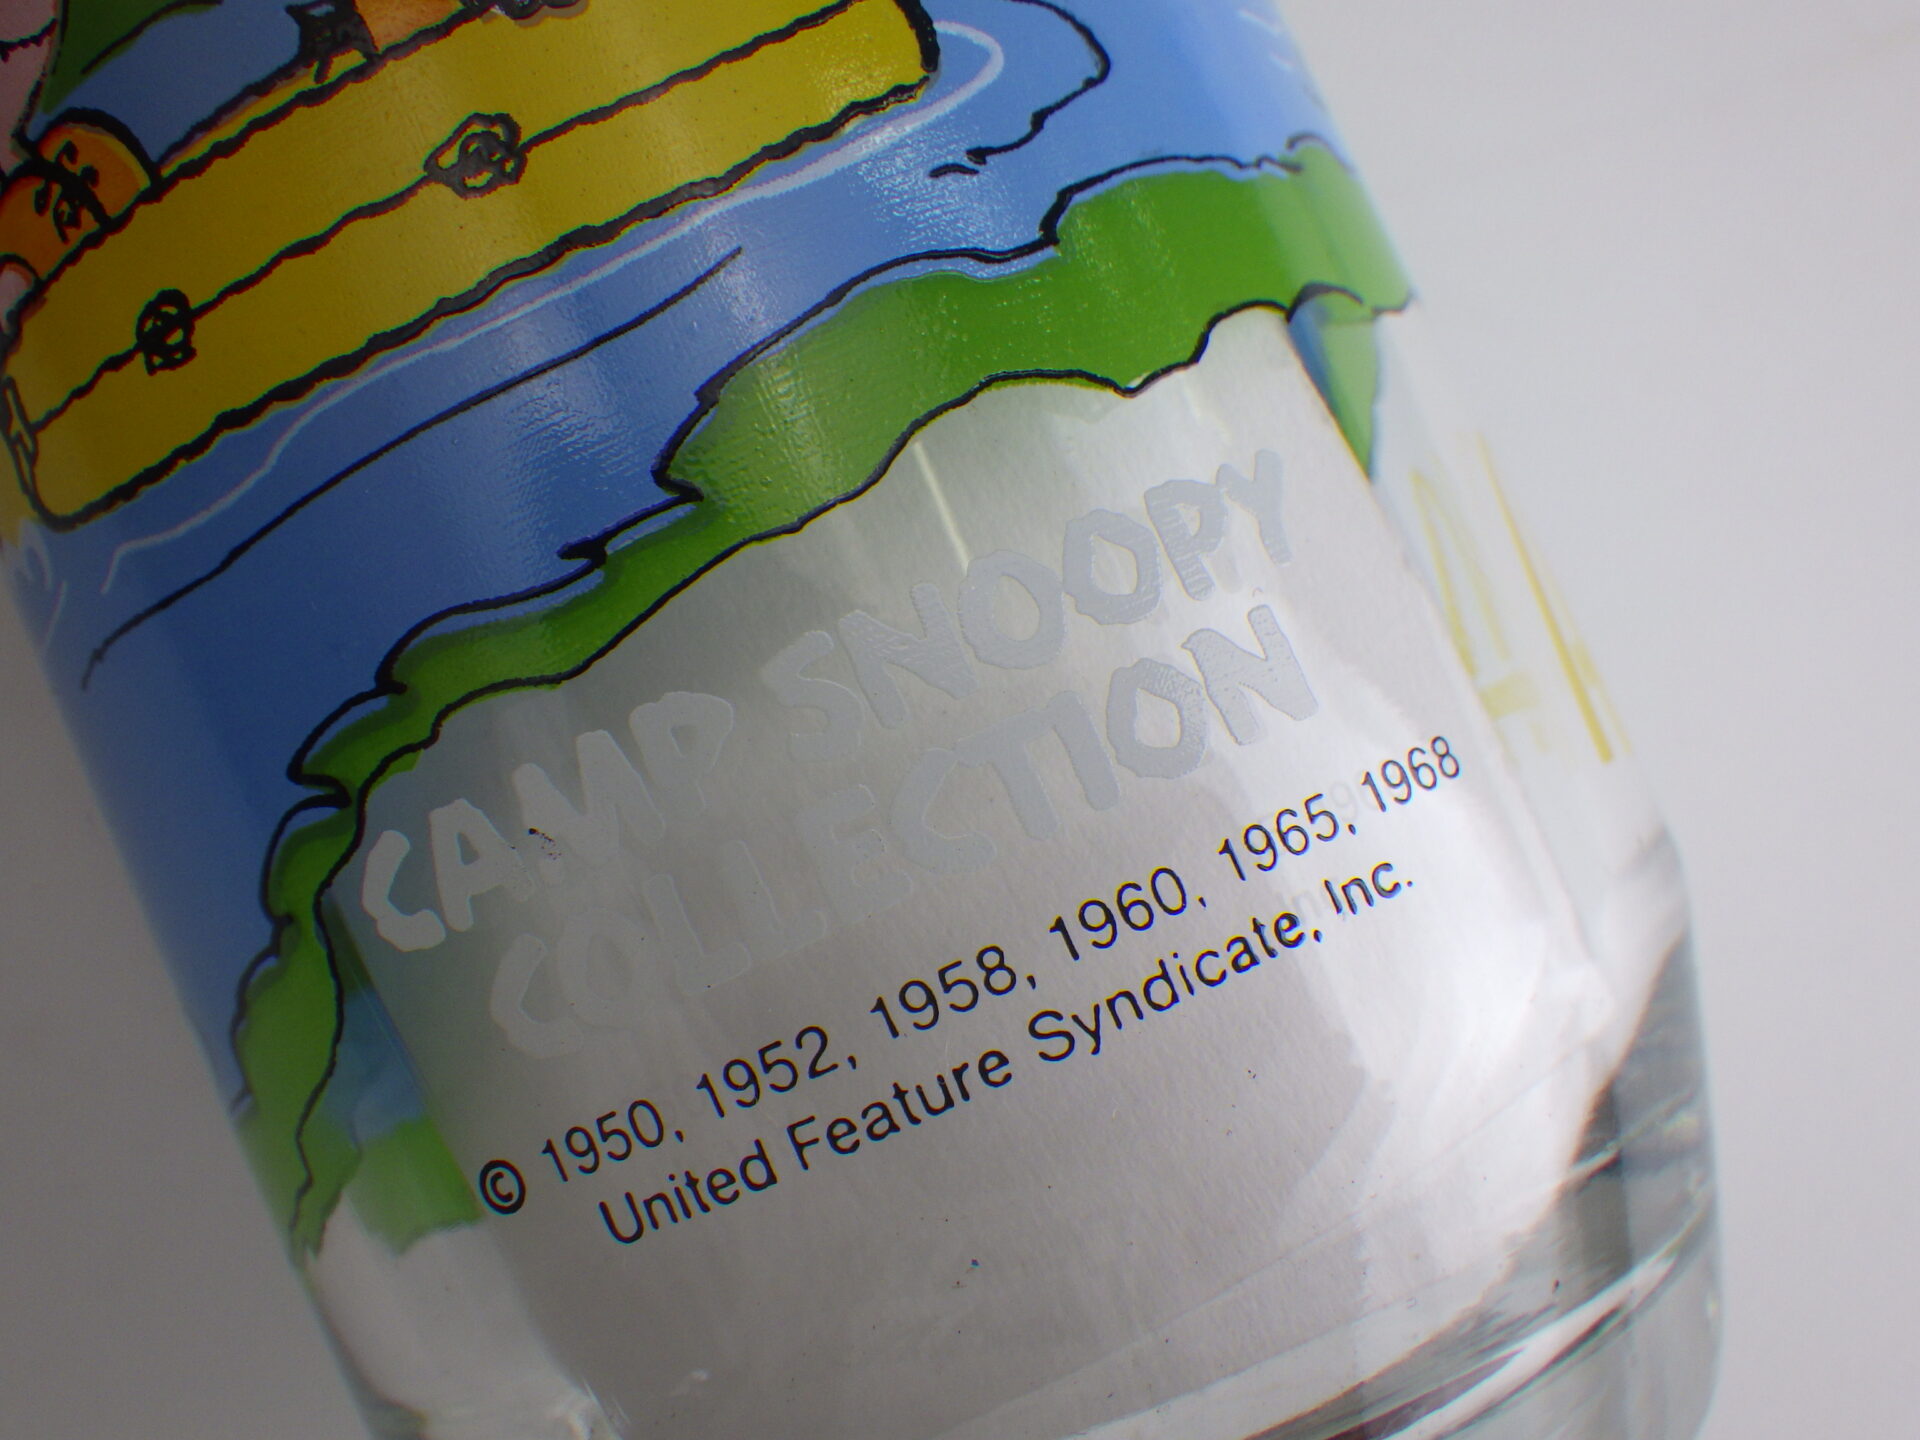 CAMP SNOOPY
COLLECTION
© 1950, 1952, 1958, 1960, 1965, 1968
United Feature Syndicate, Inc.